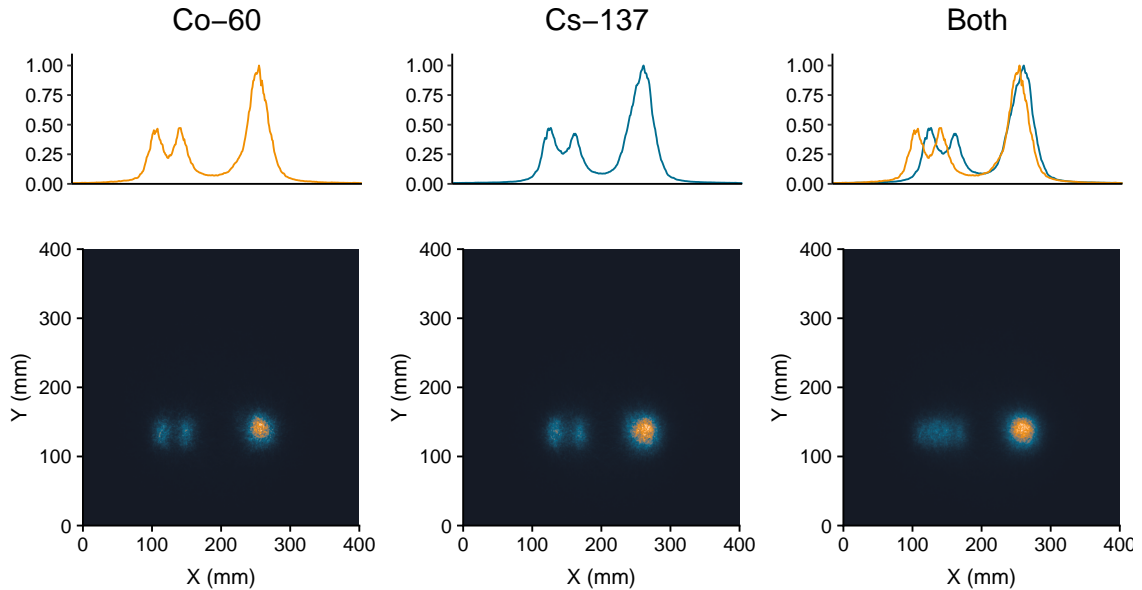 Co−60 Cs−137 Both
1.00 1.00 1.00
0.75 0.75 0.75
0.50 0.50 0.50
0.25 0.25 0.25
0.00 0.00 0.00
400 400 400
300 300 300
200 200 200
100 100 100
0 0 0
Y (mm) Y (mm) Y (mm)
0 100 200 300 400 0 100 200 300 400 0 100 200 300 400
X (mm) X (mm) X (mm)